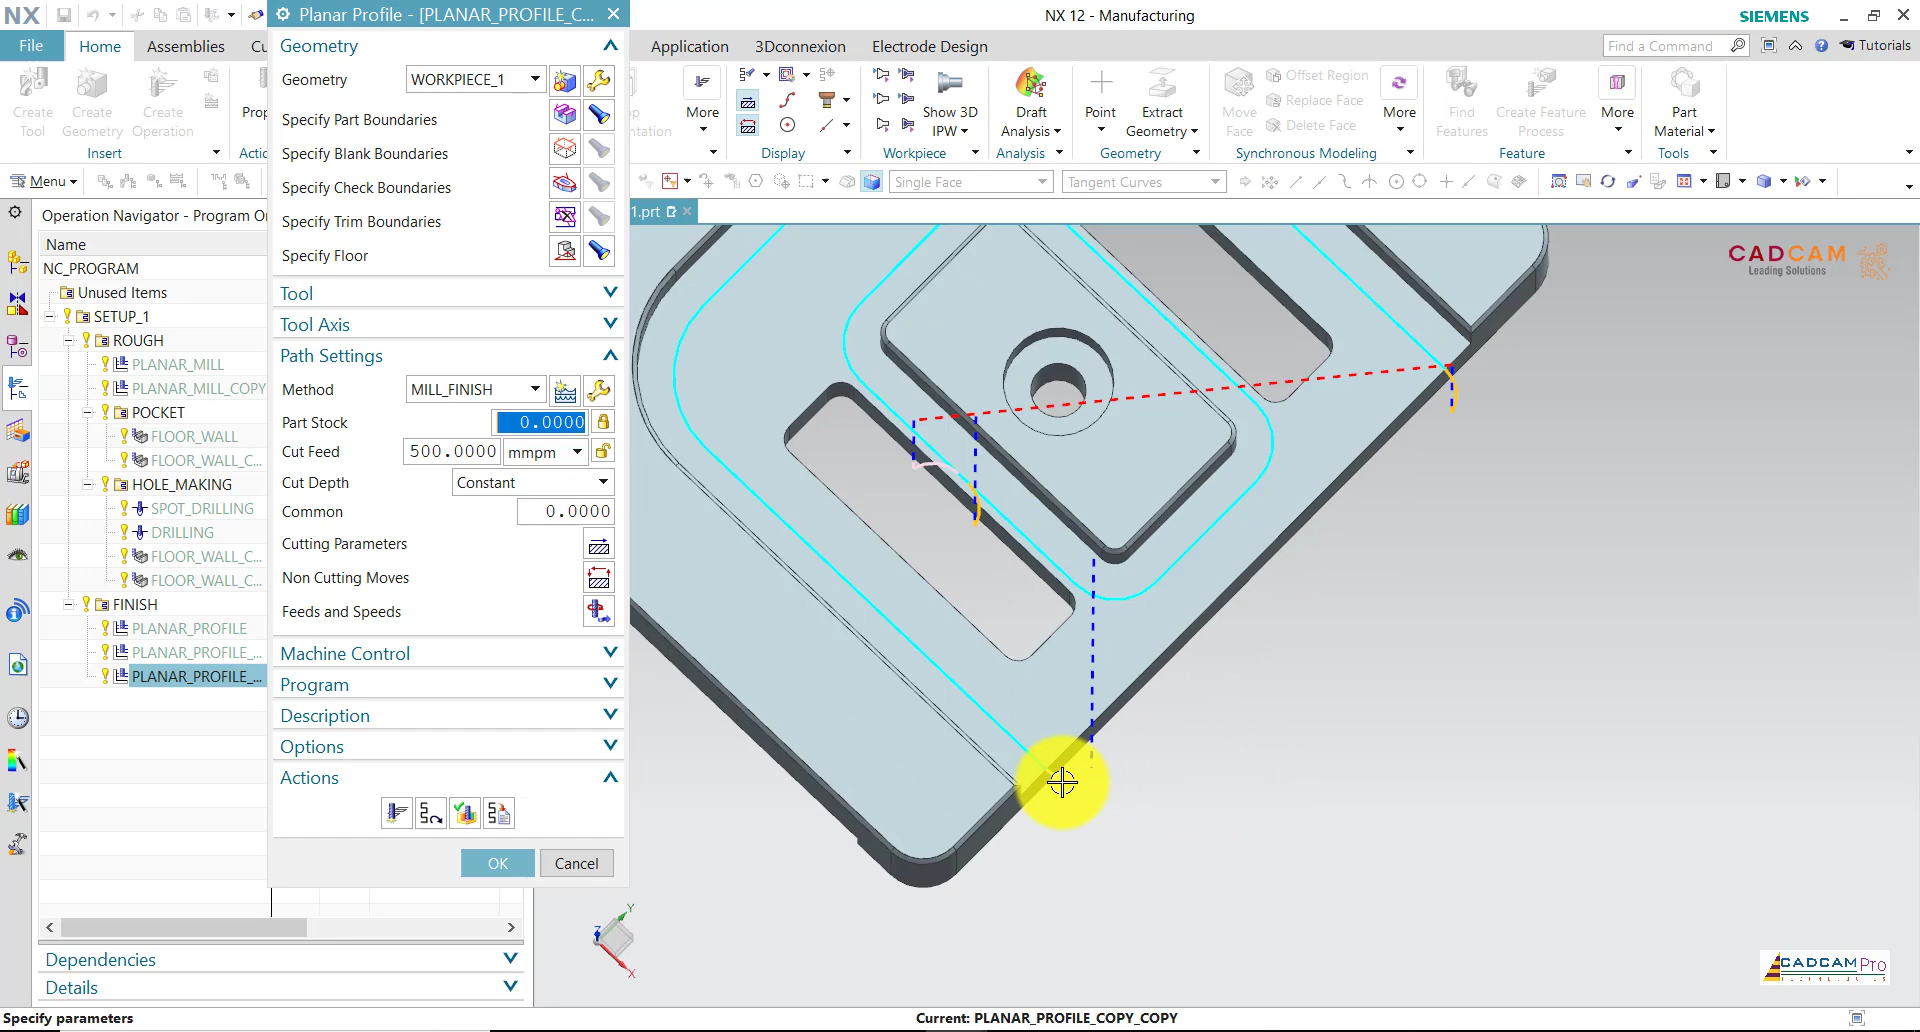 NX
Planar Profile - [PLANAR_PROFILE_C...
NX 12 - Manufacturing
SIEMENS
File
Home
Assemblies
Cu
Application
3Dconnexion
Electrode Design
Find a Command
Tutorials
Create Tool
Create Geometry
Create Operation
Prop
Insert
Actic
More
Display
Show 3D IPW
Workpiece
Draft Analysis
Analysis
Point
Extract Geometry
Geometry
Move Face
Offset Region
Replace Face
Delete Face
More
Synchronous Modeling
Find Features
Create Feature Process
More
Feature
Part Material
Tools
Menu
Single Face
Tangent Curves
1.prt
Operation Navigator - Program Or
Name
NC_PROGRAM
Unused Items
SETUP_1
ROUGH
PLANAR_MILL
PLANAR_MILL_COPY
POCKET
FLOOR_WALL
FLOOR_WALL_C...
HOLE_MAKING
SPOT_DRILLING
DRILLING
FLOOR_WALL_C...
FLOOR_WALL_C...
FINISH
PLANAR_PROFILE
PLANAR_PROFILE_...
PLANAR_PROFILE_...
Dependencies
Details
Geometry
Geometry
WORKPIECE_1
Specify Part Boundaries
Specify Blank Boundaries
Specify Check Boundaries
Specify Trim Boundaries
Specify Floor
Tool
Tool Axis
Path Settings
Method
MILL_FINISH
Part Stock
0.0000
Cut Feed
500.0000
mmpm
Cut Depth
Constant
Common
0.0000
Cutting Parameters
Non Cutting Moves
Feeds and Speeds
Machine Control
Program
Description
Options
Actions
OK
Cancel
CADCAM
Leading Solutions
Z
Y
X
CADCAM Pro
Specify parameters
Current: PLANAR_PROFILE_COPY_COPY